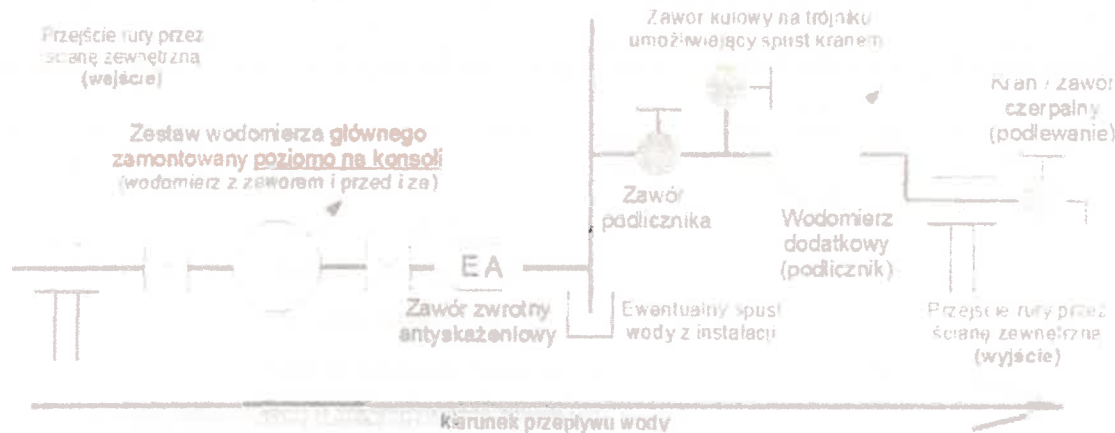 Przejście rury przez
ścianę zewnętrzną
(wejście)
Zestaw wodomierza głównego
zamontowany poziomo na konsoli
(wodomierz z zaworem i przed i za)
Zawór kulowy na trójniku
umożliwiający spust kranem
Kran / zawór
czerpalny
(podlewanie)
Zawór
podlicznika
Wodomierz
dodatkowy
(podlicznik)
EA
Zawór zwrotny
antyskażeniowy
Ewentualny spust
wody z instalacji
Przejście rury przez
ścianę zewnętrzną
(wyjście)
kierunek przepływu wody